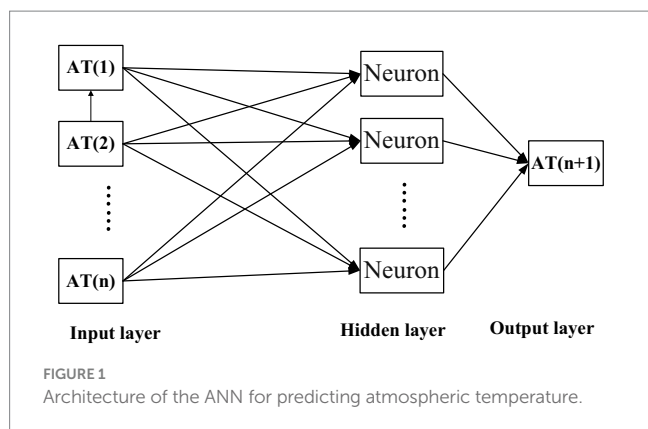 AT(1)
Neuron
AT(2)
Neuron
AT(n+1)
AT(n)
Neuron
Input layer
Hidden layer
Output layer
FIGURE 1
Architecture of the ANN for predicting atmospheric temperature.